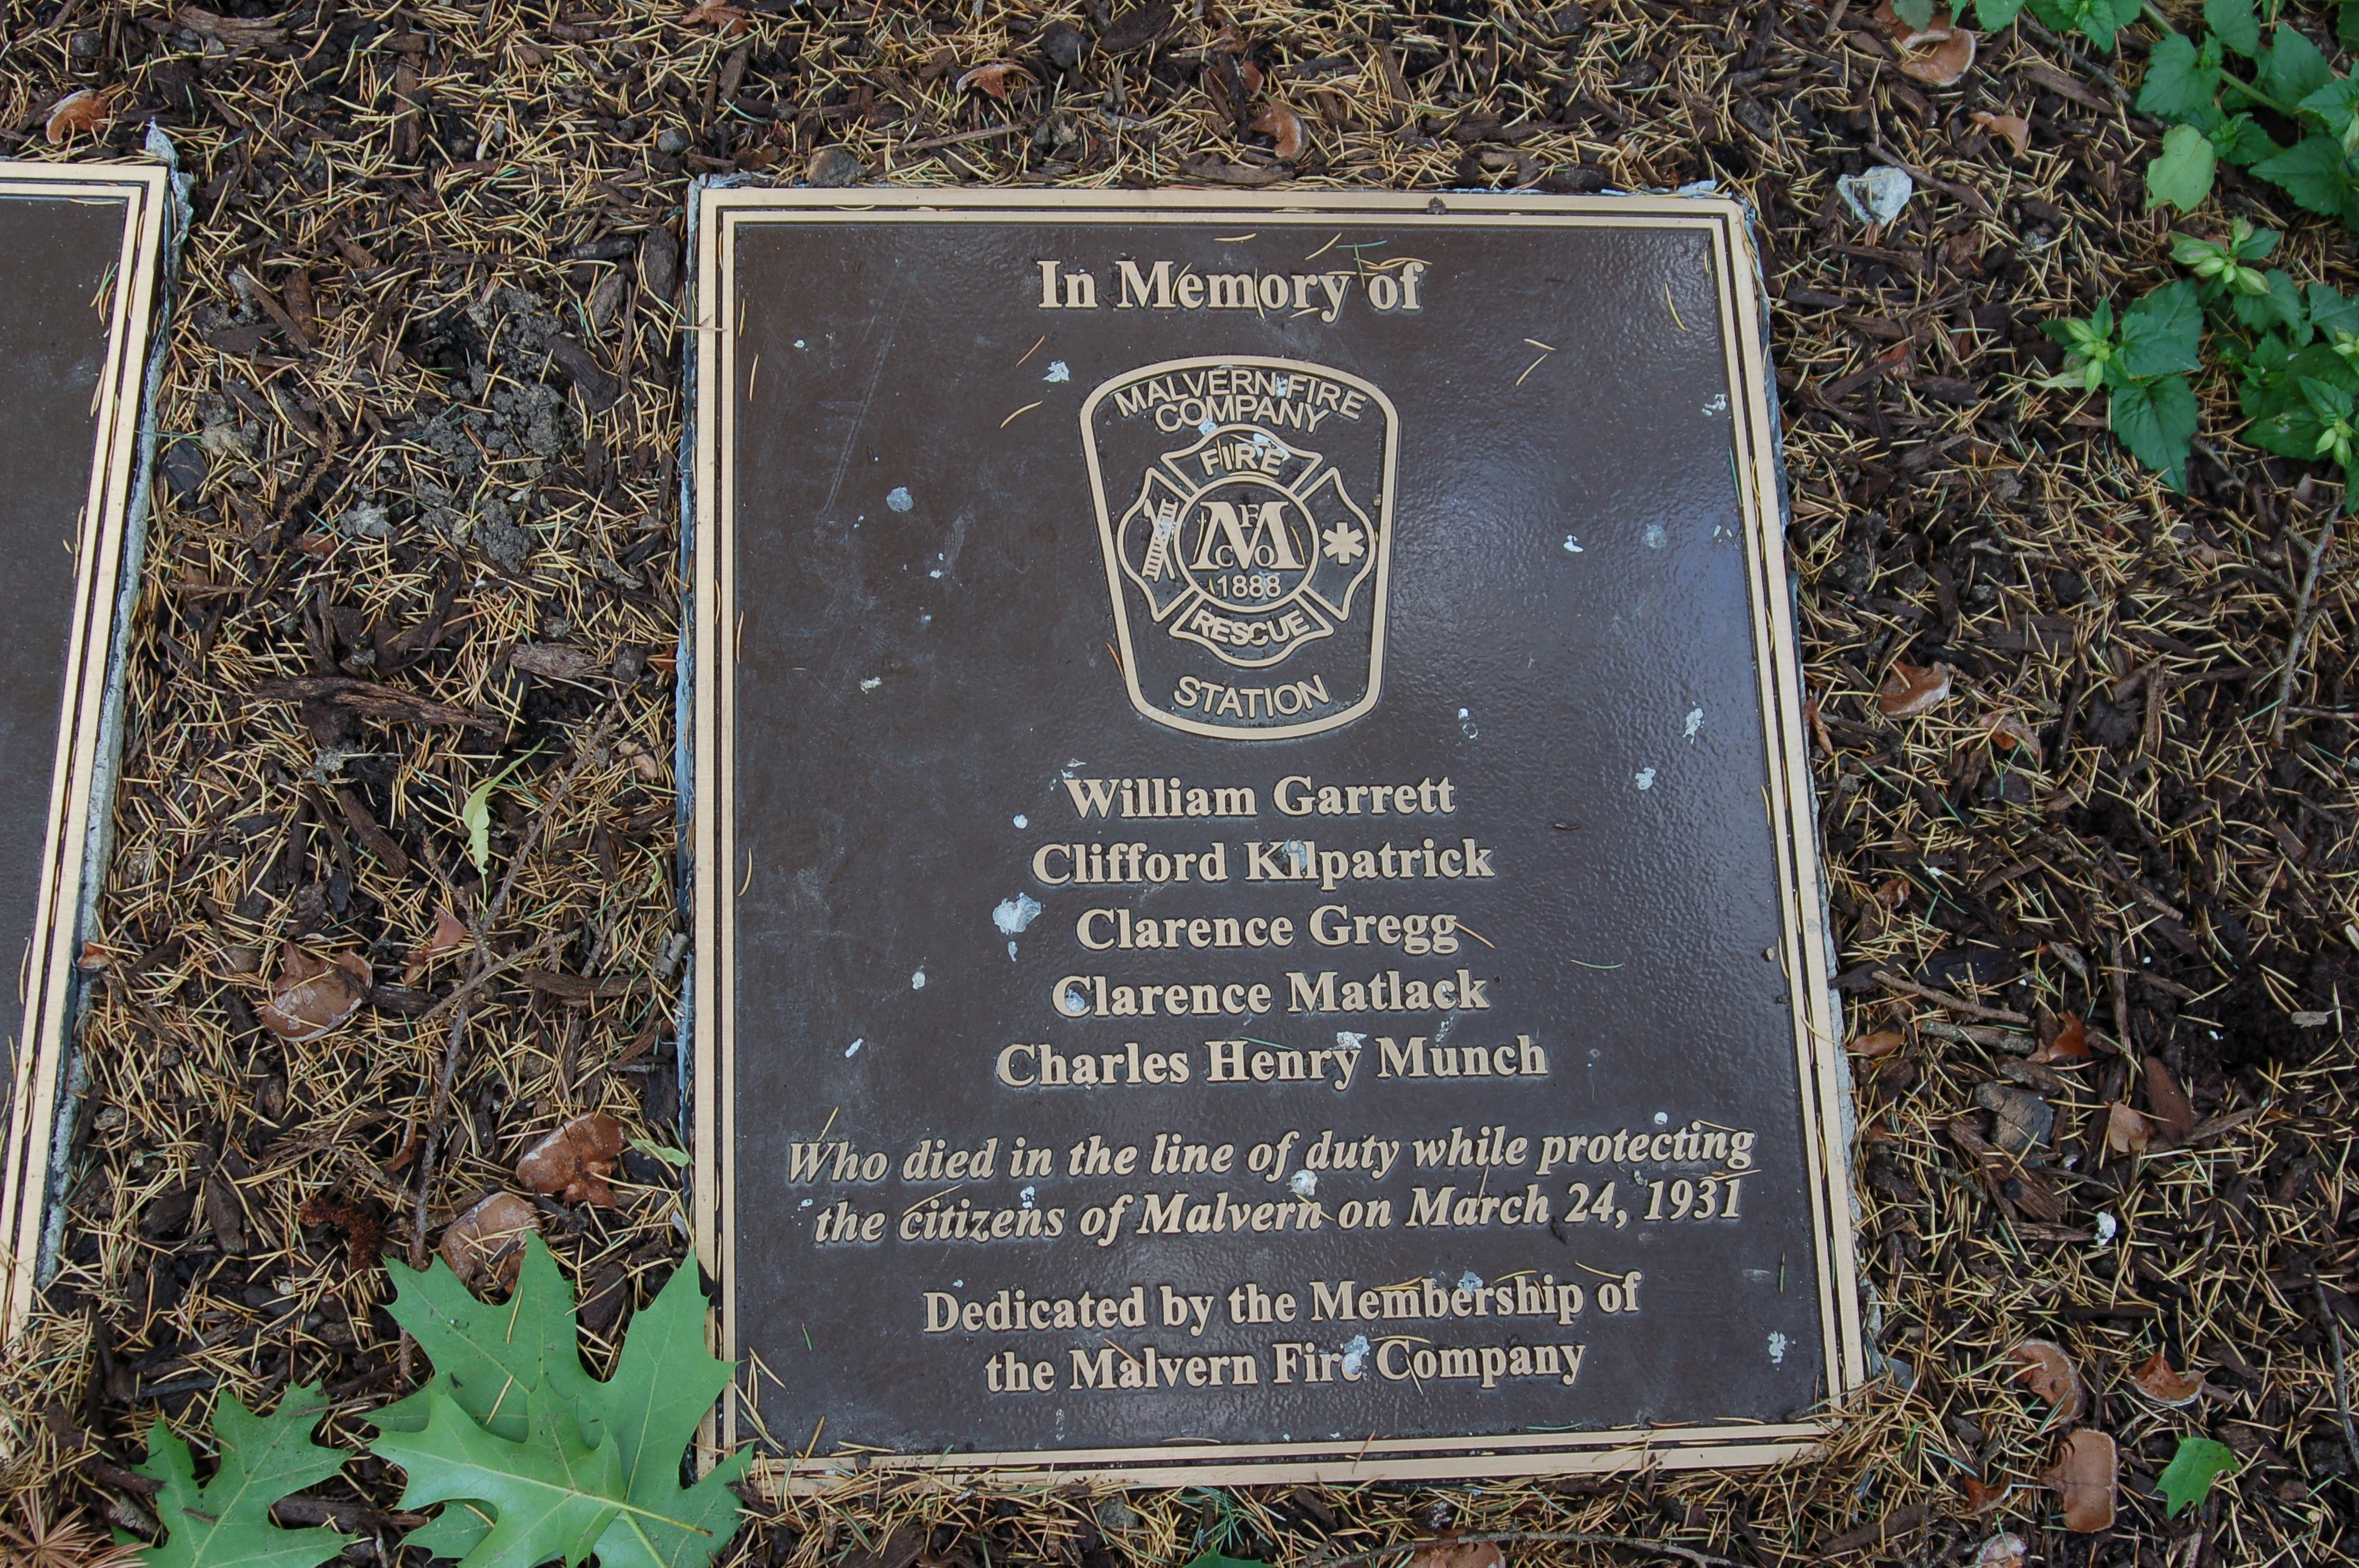 In Memory of
MALVERN FIRE
COMPANY
FIRE
M
F
C O
1888
RESCUE
STATION
William Garrett
Clifford Kilpatrick
Clarence Gregg
Clarence Matlack
Charles Henry Munch
Who died in the line of duty while protecting
the citizens of Malvern on March 24, 1931
Dedicated by the Membership of
the Malvern Fire Company